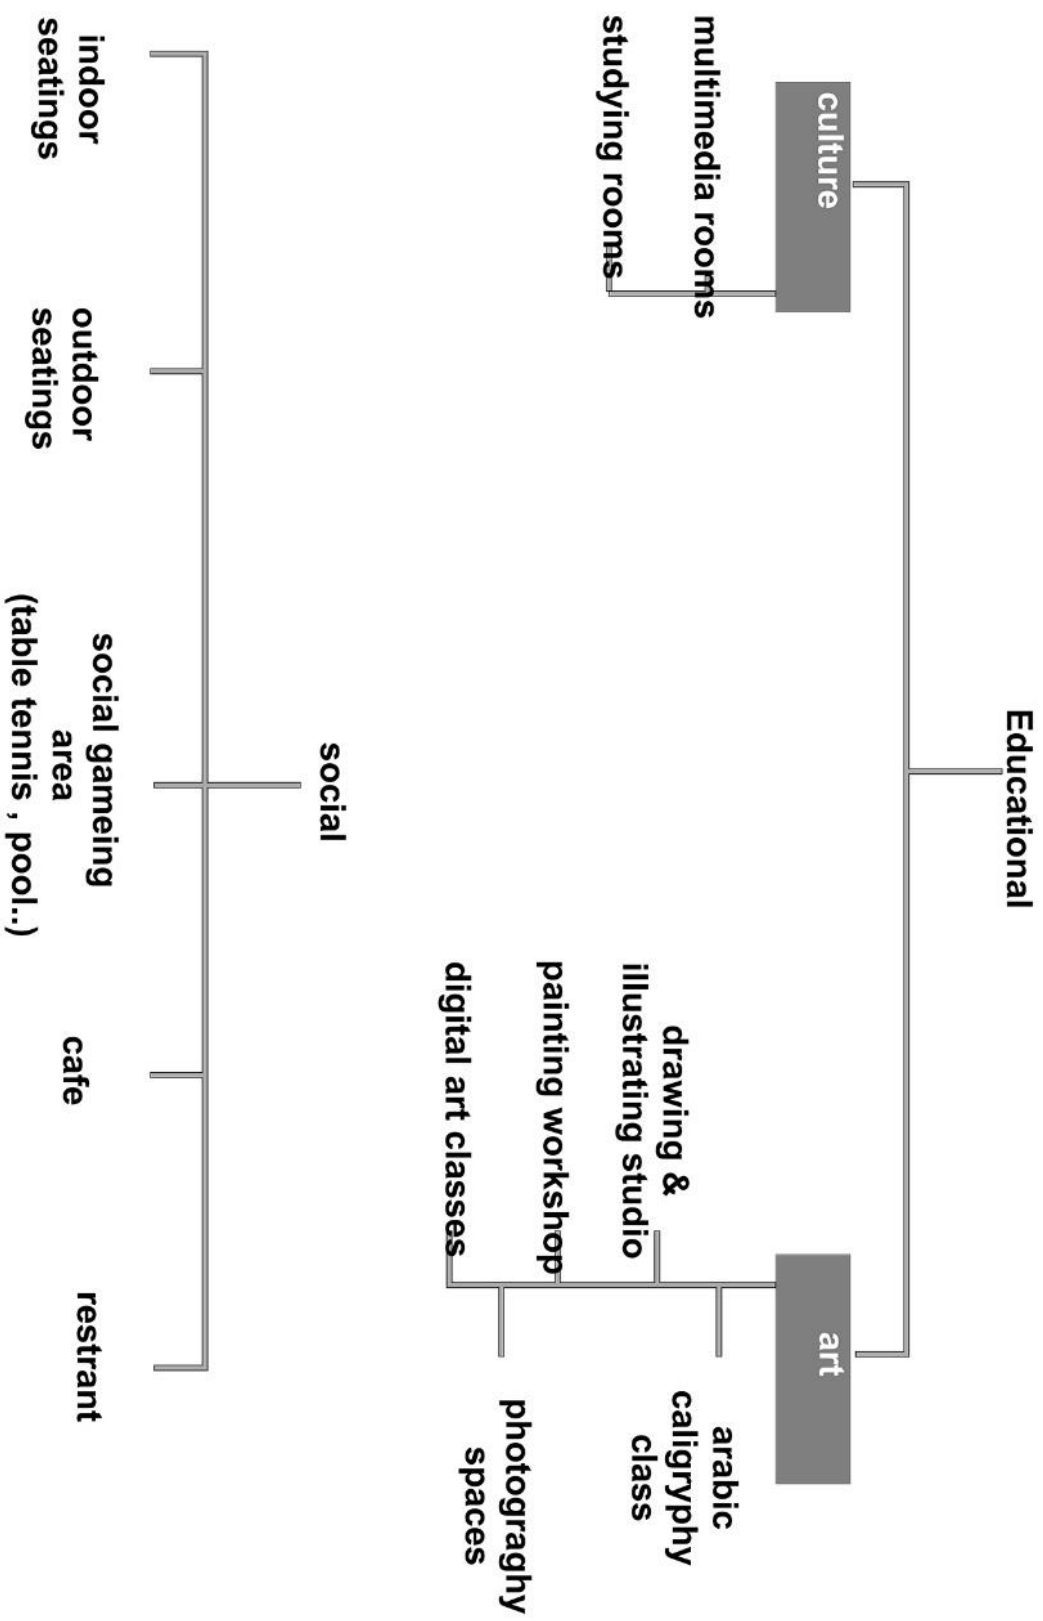 Educational
culture
art
multimedia rooms
studying rooms
arabic
caligryphy
class
drawing &
illustrating studio
painting workshop
photograghy
spaces
digital art classes
social
indoor
seatings
outdoor
seatings
social gameing
area
(table tennis , pool..)
cafe
restrant